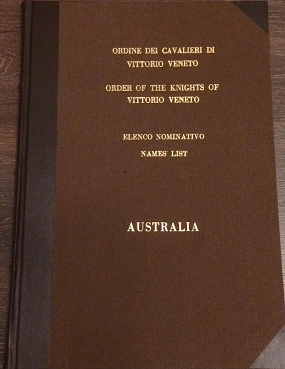 ORDINE DEI CAVALIERI DI
VITTORIO VENETO
ORDER OF THE KNIGHTS OF
VITTORIO VENETO
ELENCO NOMINATIVO
NAMES LIST
AUSTRALIA